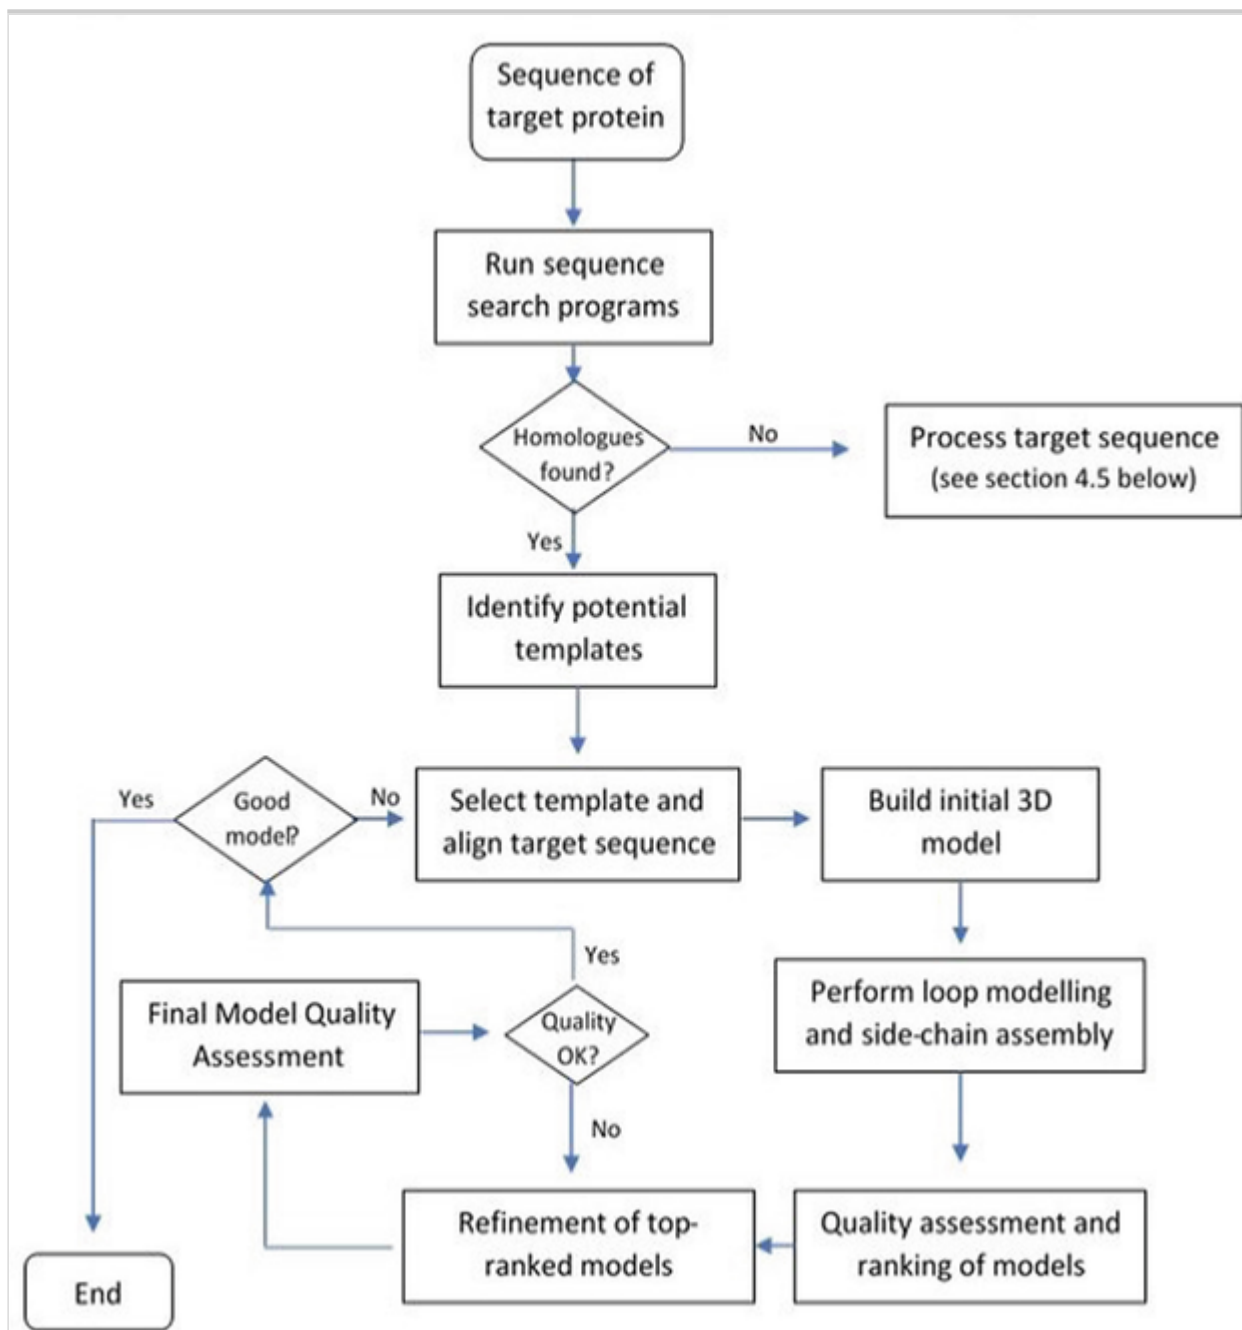 Sequence of
target protein
Run sequence
search programs
Homologues
found?
No
Process target sequence
(see section 4.5 below)
Yes
Identify potential
templates
Yes
Good
model?
No
Select template and
align target sequence
Build initial 3D
model
Yes
Final Model Quality
Assessment
Quality
OK?
Perform loop modelling
and side-chain assembly
No
Refinement of top-
ranked models
Quality assessment and
ranking of models
End